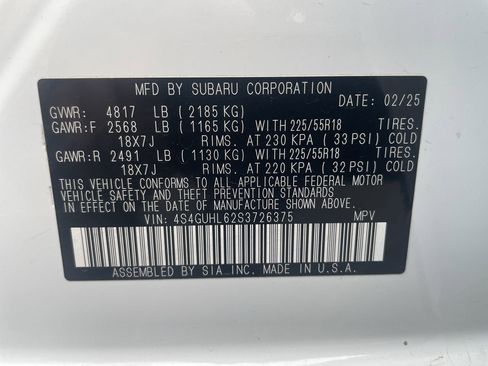 MFD BY SUBARU CORPORATION
DATE: 02/25
GVWR: 4817 LB ( 2185 KG)
GAWR:F 2568 LB ( 1165 KG) WITH 225/55R18 TIRES.
18X7J RIMS. AT 230 KPA ( 33 PSI) COLD
GAWR:R 2491 LB ( 1130 KG) WITH 225/55R18 TIRES.
18X7J RIMS. AT 220 KPA ( 32 PSI) COLD
THIS VEHICLE CONFORMS TO ALL APPLICABLE FEDERAL MOTOR
VEHICLE SAFETY AND BUMPER STANDARDS
IN EFFECT ON THE DATE OF MANUFACTURE SHOWN ABOVE.
VIN: 4S4GUHL62S3726375 MPV
ASSEMBLED BY SIA INC. MADE IN U.S.A.